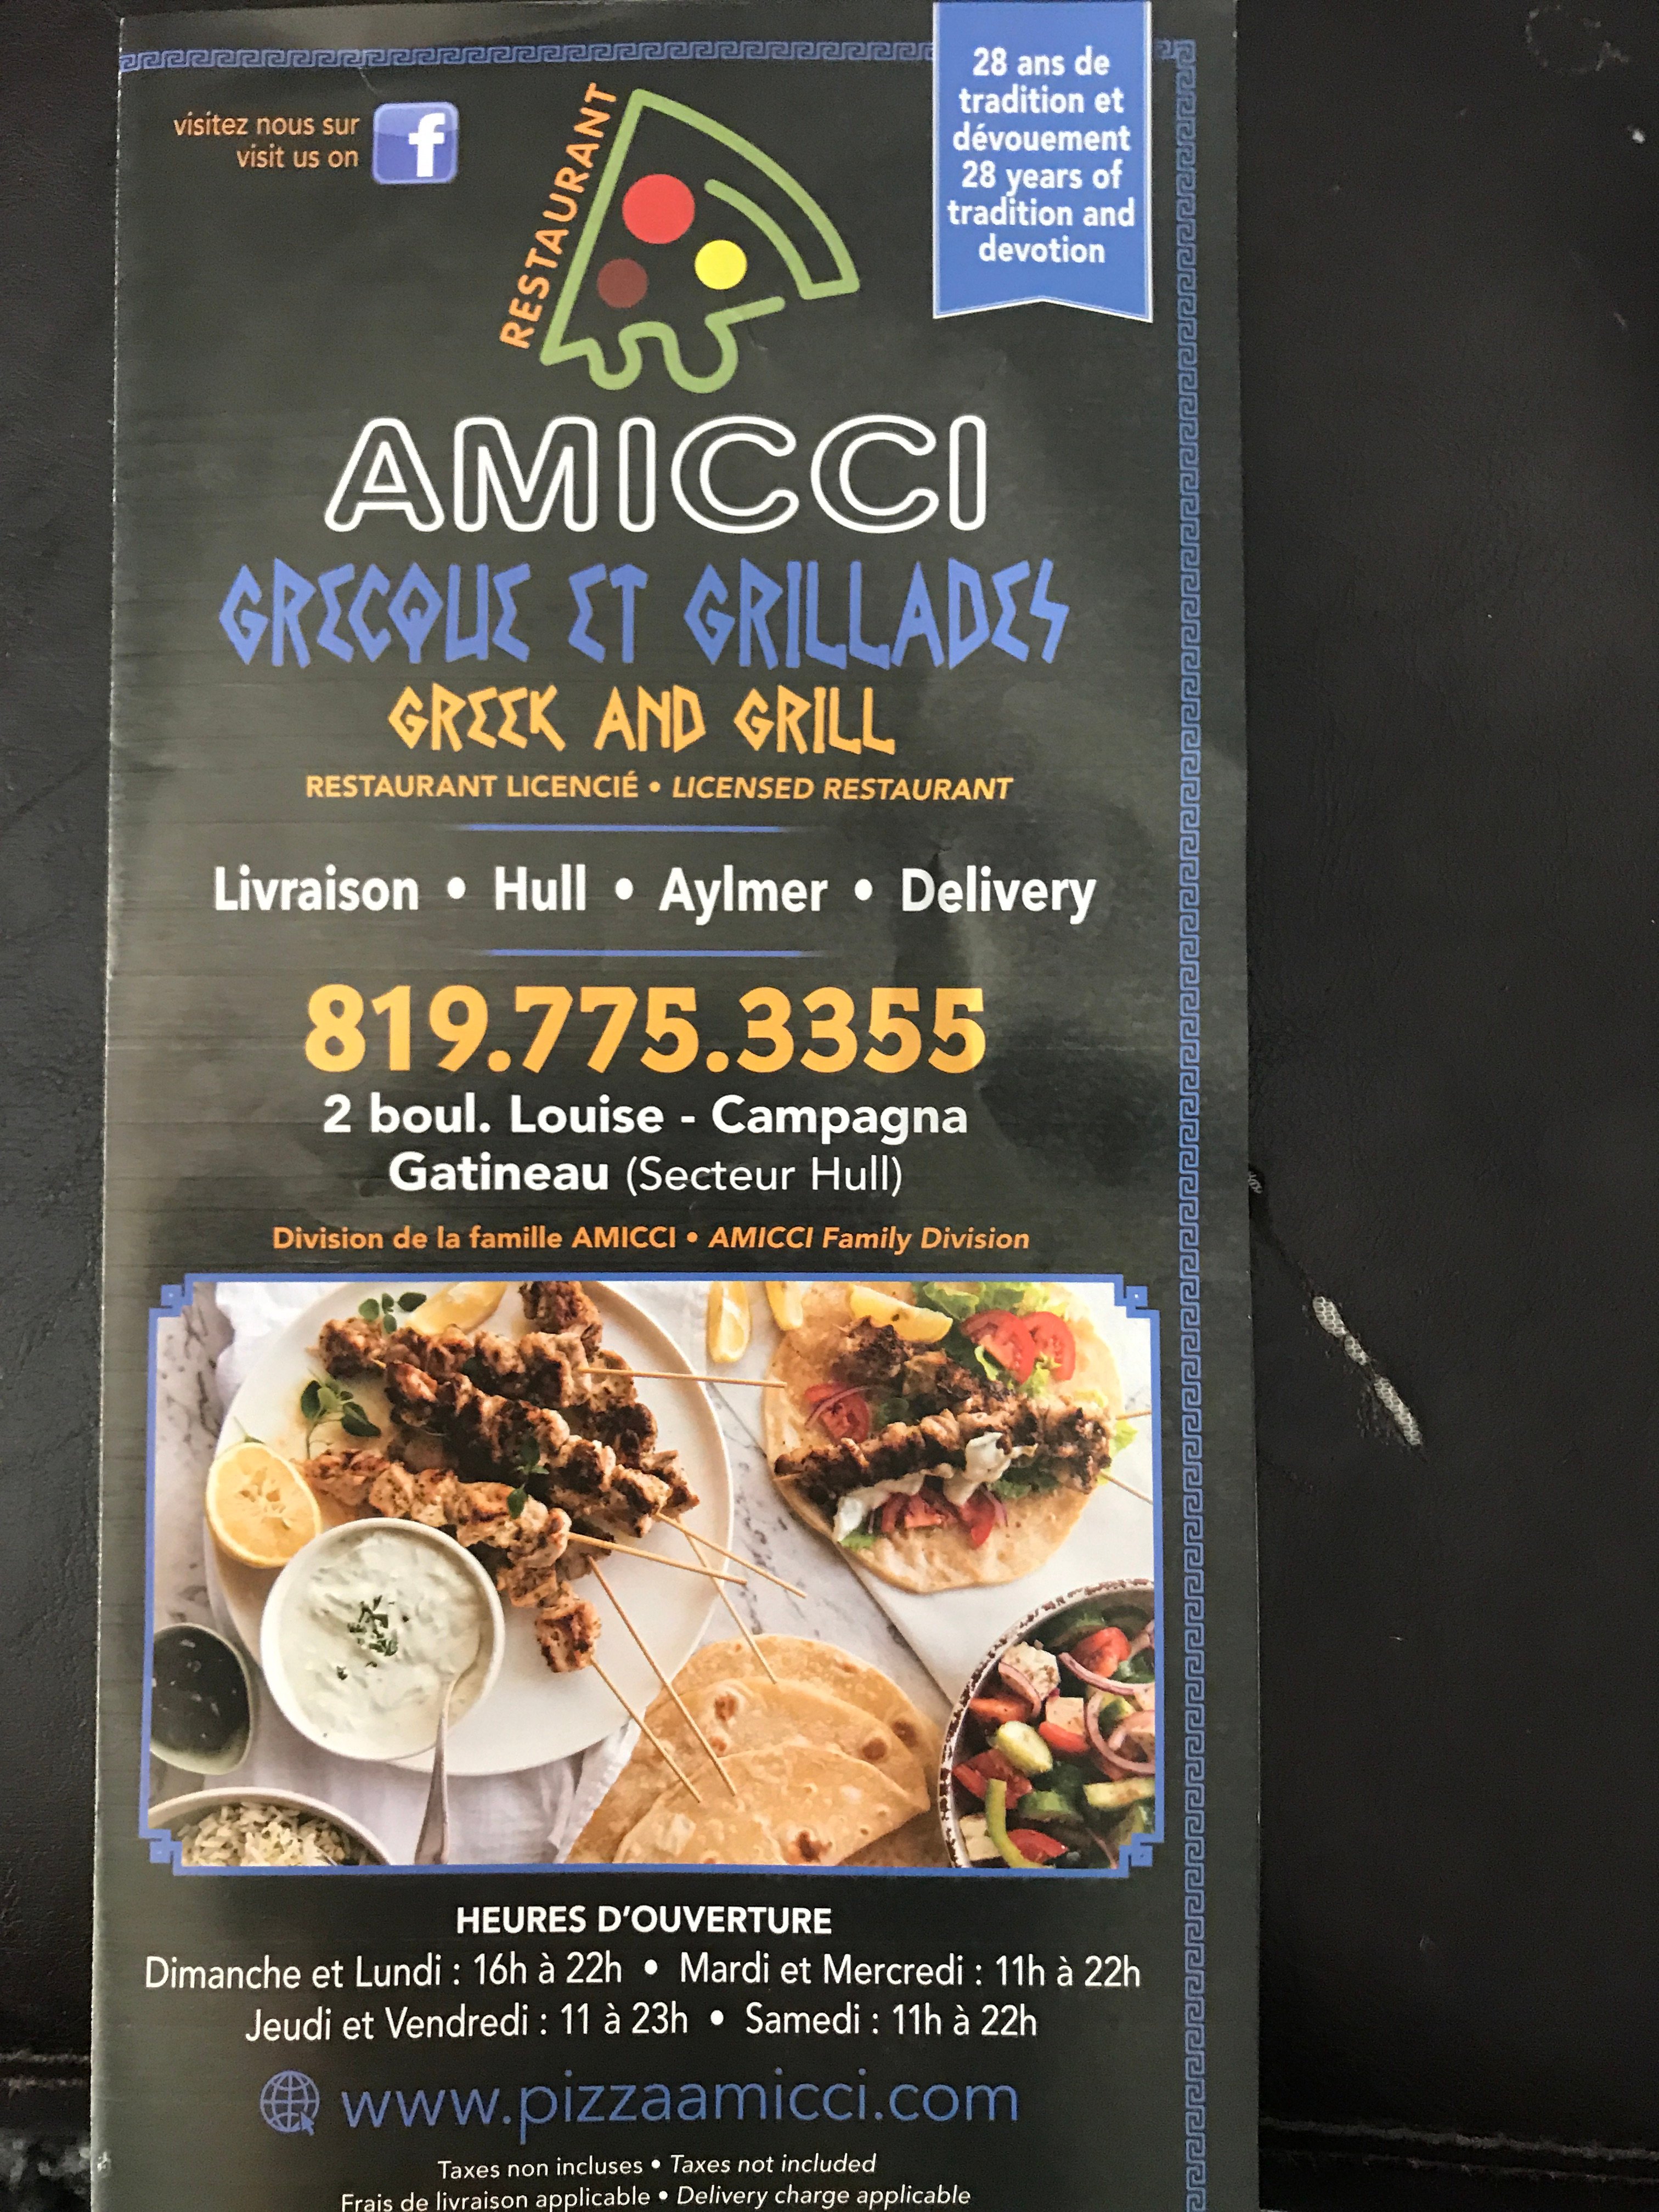 visitez nous sur
visit us on
f
RESTAURANT
28 ans de
tradition et
dévouement
28 years of
tradition and
devotion
AMICCI
GRECQUE ET GRILLADES
GREEK AND GRILL
RESTAURANT LICENCIÉ • LICENSED RESTAURANT
Livraison • Hull • Aylmer • Delivery
819.775.3355
2 boul. Louise - Campagna
Gatineau (Secteur Hull)
Division de la famille AMICCI • AMICCI Family Division
HEURES D'OUVERTURE
Dimanche et Lundi : 16h à 22h • Mardi et Mercredi : 11h à 22h
Jeudi et Vendredi : 11 à 23h • Samedi : 11h à 22h
www.pizzaamicci.com
Taxes non incluses • Taxes not included
Frais de livraison applicable • Delivery charge applicable